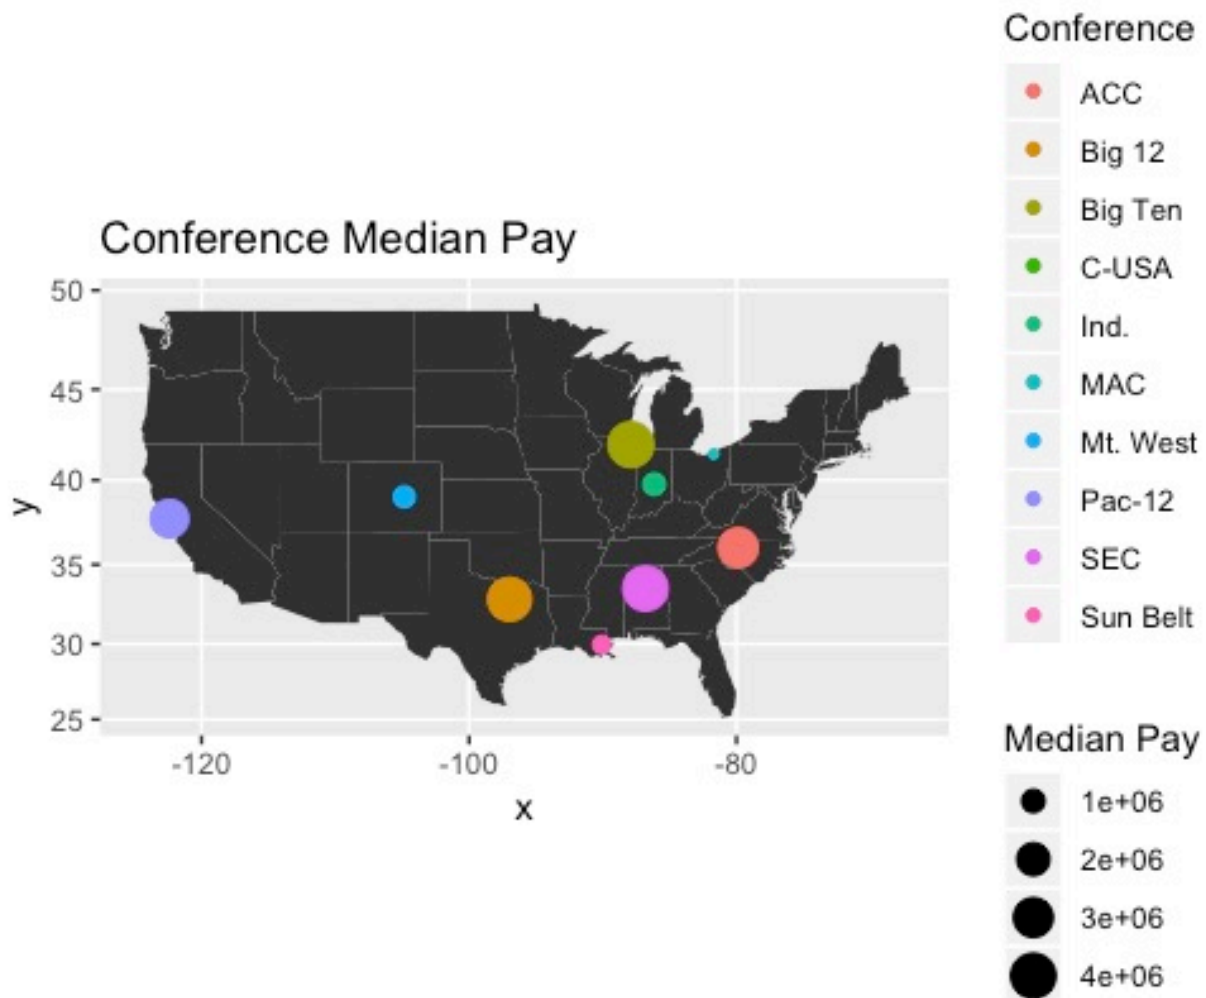 Conference Median Pay
50
45
40
35
30
25
y
-120
-100
-80
x
Conference
ACC
Big 12
Big Ten
C-USA
Ind.
MAC
Mt. West
Pac-12
SEC
Sun Belt
Median Pay
1e+06
2e+06
3e+06
4e+06